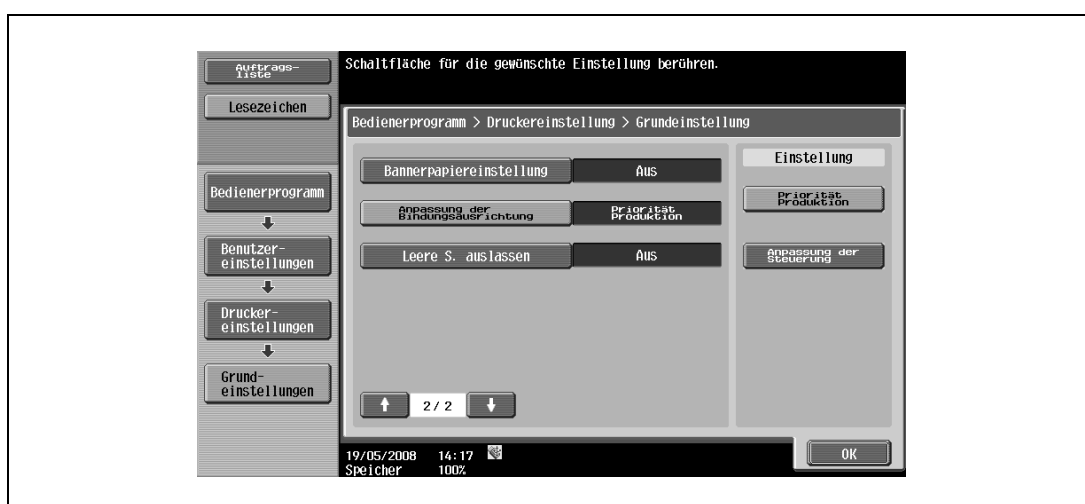 Auftrags-
liste
Schaltfläche für die gewünschte Einstellung berühren.
Lesezeichen
Bedienerprogramm > Druckereinstellung > Grundeinstellung
Bannerpapiereinstellung
Aus
Einstellung
Bedienerprogramm
Anpassung der
Bindungsausrichtung
Priorität
Produktion
Priorität
Produktion
Benutzer-
einstellungen
Leere S. auslassen
Aus
Anpassung der
Steuerung
Drucker-
einstellungen
Grund-
einstellungen
2/ 2
19/05/2008 14:17
Speicher 100%
OK